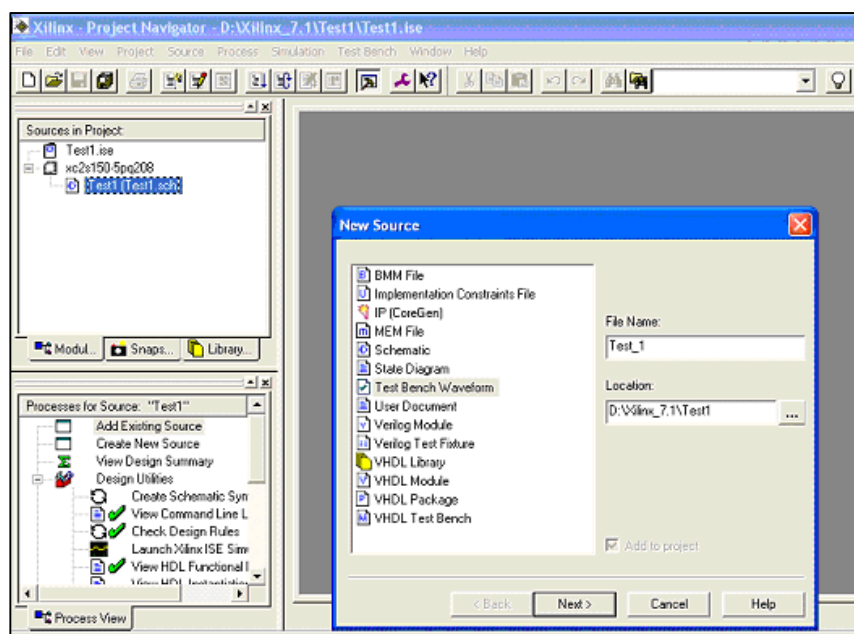 Xilinx - Project Navigator - D:\Xilinx_7.1\Test1\Test1.ise
File Edit View Project Source Process Simulation Test Bench Window Help
Sources in Project:
Test1.ise
xc2s150-5pq208
Test1 (Test1.sch
Modul... Snaps... Library...
Processes for Source: "Test1"
Add Existing Source
Create New Source
View Design Summary
Design Utilities
Create Schematic Sym
View Command Line L
Check Design Rules
Launch Xilinx ISE Sim
View HDL Functional
View HDL Instantiation
Process View
New Source
BMM File
Implementation Constraints File
IP (CoreGen)
MEM File
Schematic
State Diagram
Test Bench Waveform
User Document
Verilog Module
Verilog Test Fixture
VHDL Library
VHDL Module
VHDL Package
VHDL Test Bench
File Name:
Test_1
Location:
D:\Xilinx_7.1\Test1
...
Add to project
< Back Next > Cancel Help